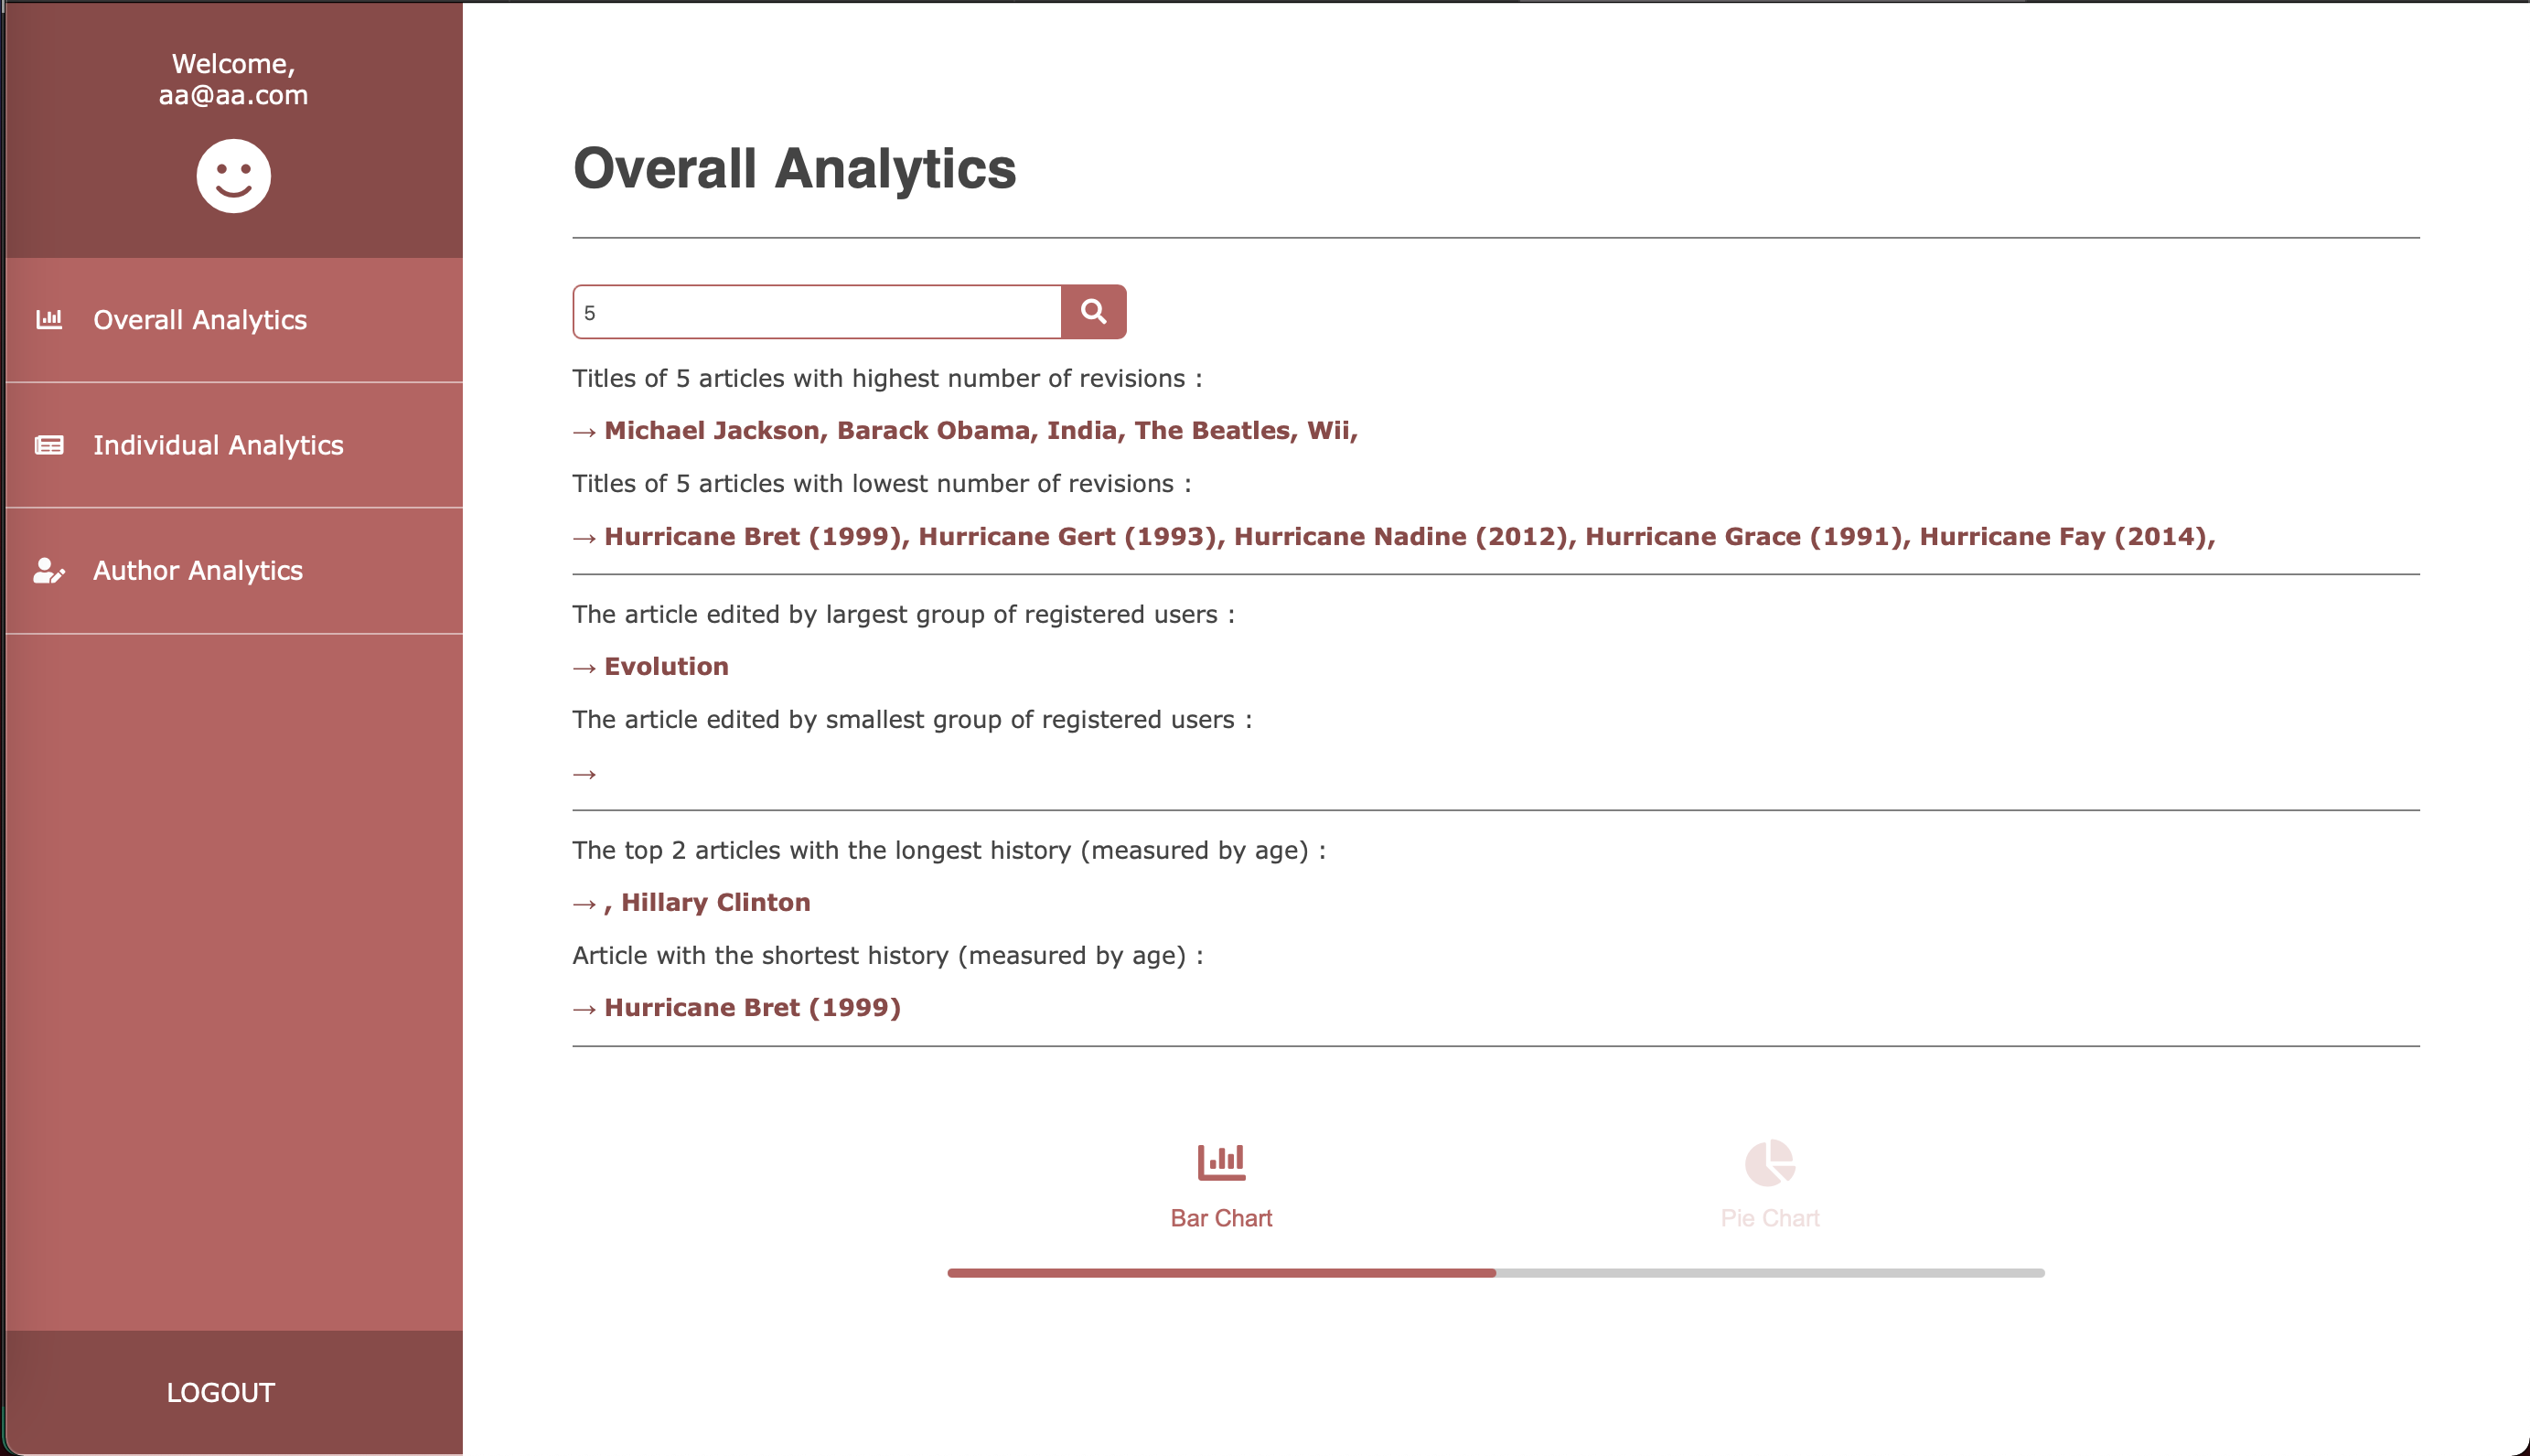 Welcome,
aa@aa.com
Overall Analytics
Individual Analytics
Author Analytics
LOGOUT
Overall Analytics
5
Titles of 5 articles with highest number of revisions :
→ Michael Jackson, Barack Obama, India, The Beatles, Wii,
Titles of 5 articles with lowest number of revisions :
→ Hurricane Bret (1999), Hurricane Gert (1993), Hurricane Nadine (2012), Hurricane Grace (1991), Hurricane Fay (2014),
The article edited by largest group of registered users :
→ Evolution
The article edited by smallest group of registered users :
→
The top 2 articles with the longest history (measured by age) :
→ , Hillary Clinton
Article with the shortest history (measured by age) :
→ Hurricane Bret (1999)
Bar Chart
Pie Chart